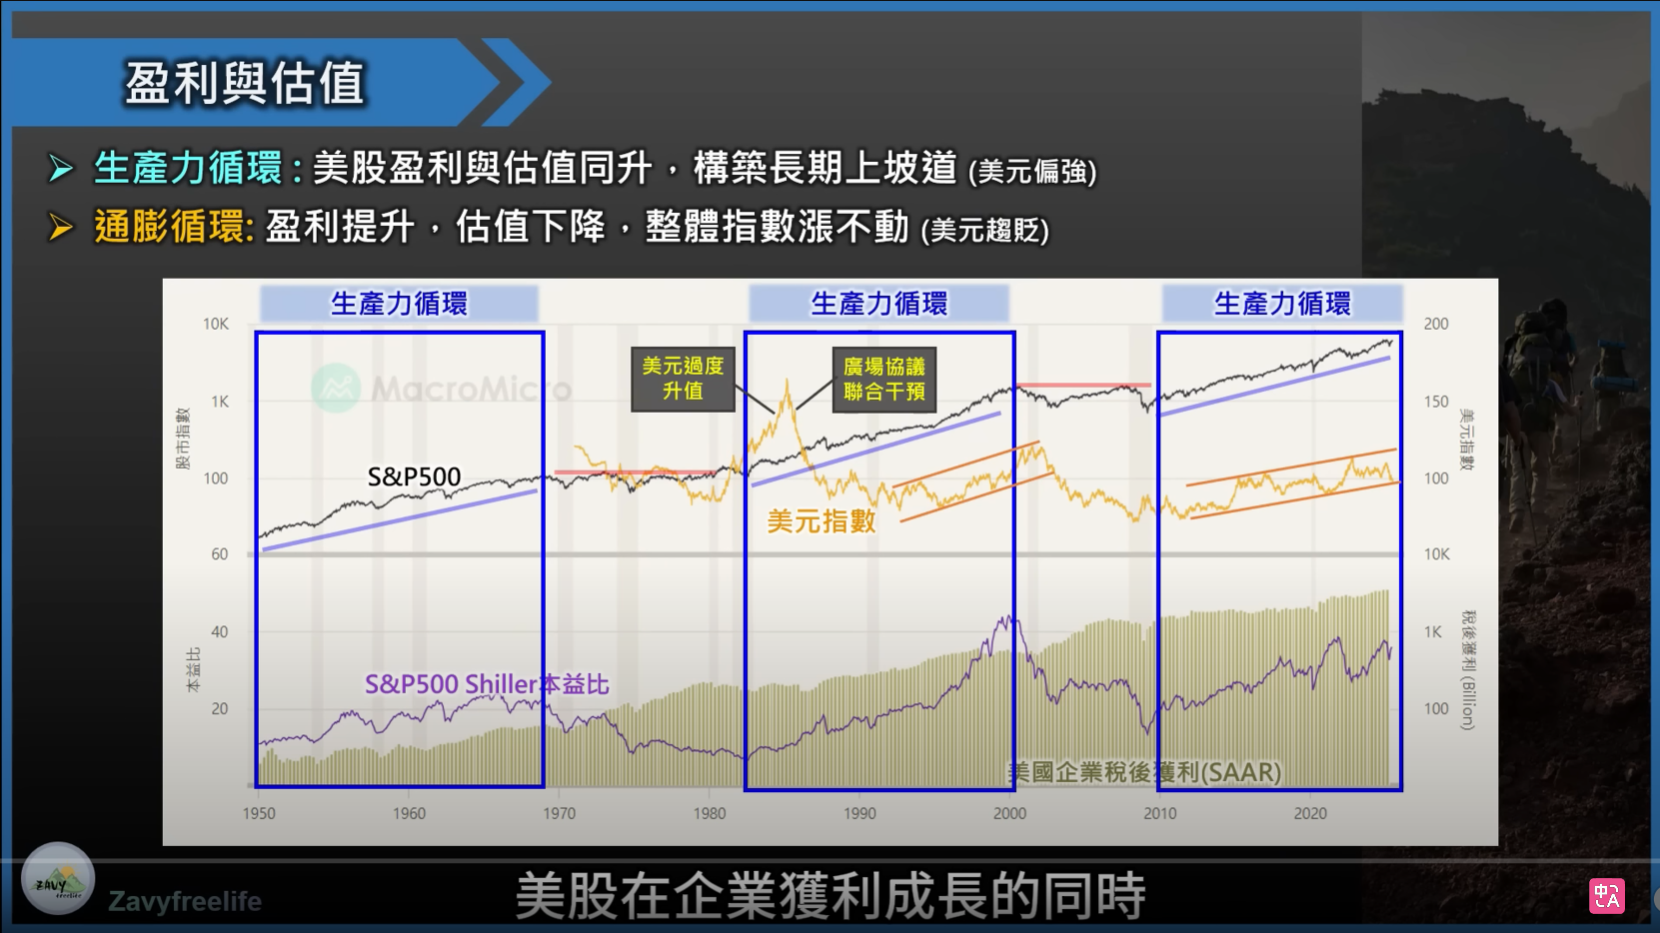 盈利與估值
生產力循環 : 美股盈利與估值同升，構築長期上坡道 (美元偏強)
通膨循環: 盈利提升，估值下降，整體指數漲不動 (美元趨貶)
生產力循環
生產力循環
生產力循環
10K
200
美元過度
升值
廣場協議
聯合干預
MacroMicro
1K
150
股市指數
美元指數
S&P500
100
100
美元指數
60
10K
40
1K
本益比
稅後獲利 (Billion)
S&P500 Shiller本益比
20
100
美國企業稅後獲利(SAAR)
1950
1960
1970
1980
1990
2000
2010
2020
ZAVY
freelife
Zavyfreelife
美股在企業獲利成長的同時
中
A